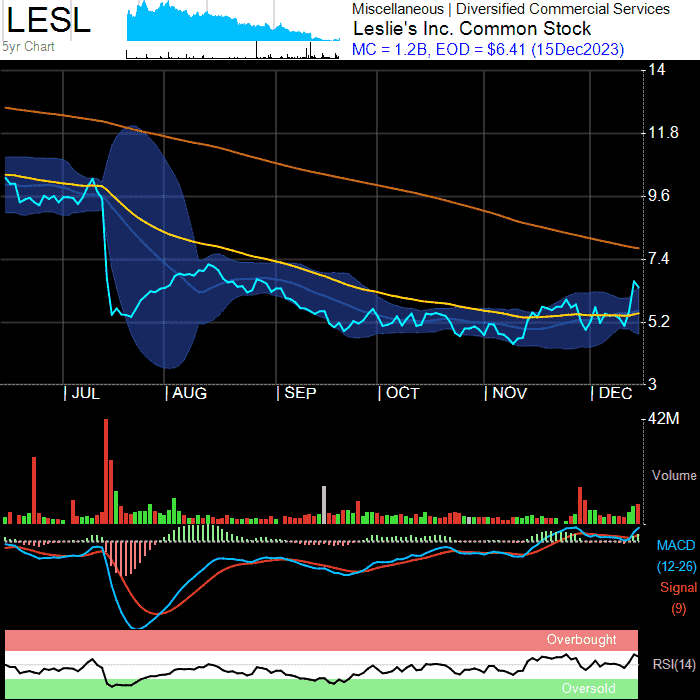 LESL
5yr Chart
Miscellaneous | Diversified Commercial Services
Leslie's Inc. Common Stock
MC = 1.2B, EOD = $6.41 (15Dec2023)
14
11.8
9.6
7.4
5.2
3
| JUL | AUG | SEP | OCT | NOV | DEC
42M
Volume
MACD
(12-26)
Signal
(9)
Overbought
RSI(14)
Oversold